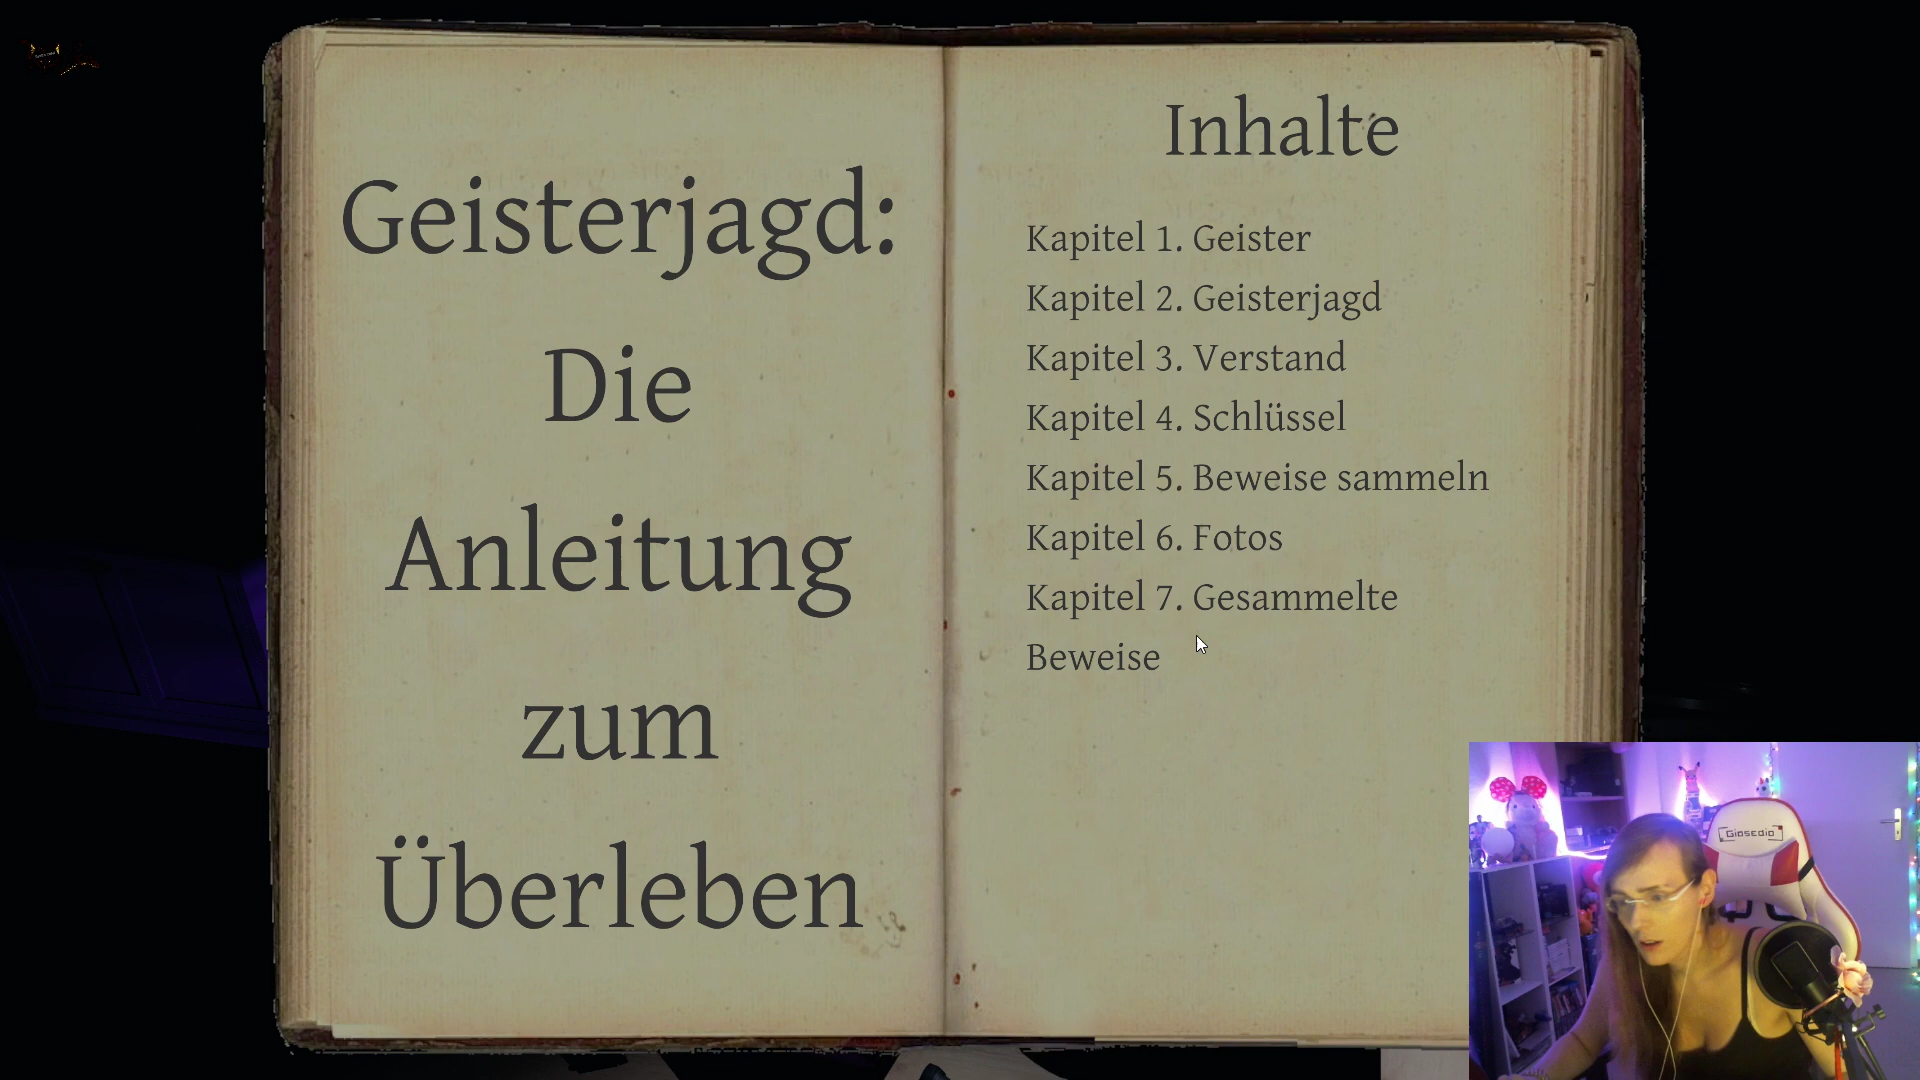 Geisterjagd:
Die
Anleitung
zum
Überleben
Inhalte
Kapitel 1. Geister
Kapitel 2. Geisterjagd
Kapitel 3. Verstand
Kapitel 4. Schlüssel
Kapitel 5. Beweise sammeln
Kapitel 6. Fotos
Kapitel 7. Gesammelte
Beweise
Giosedio